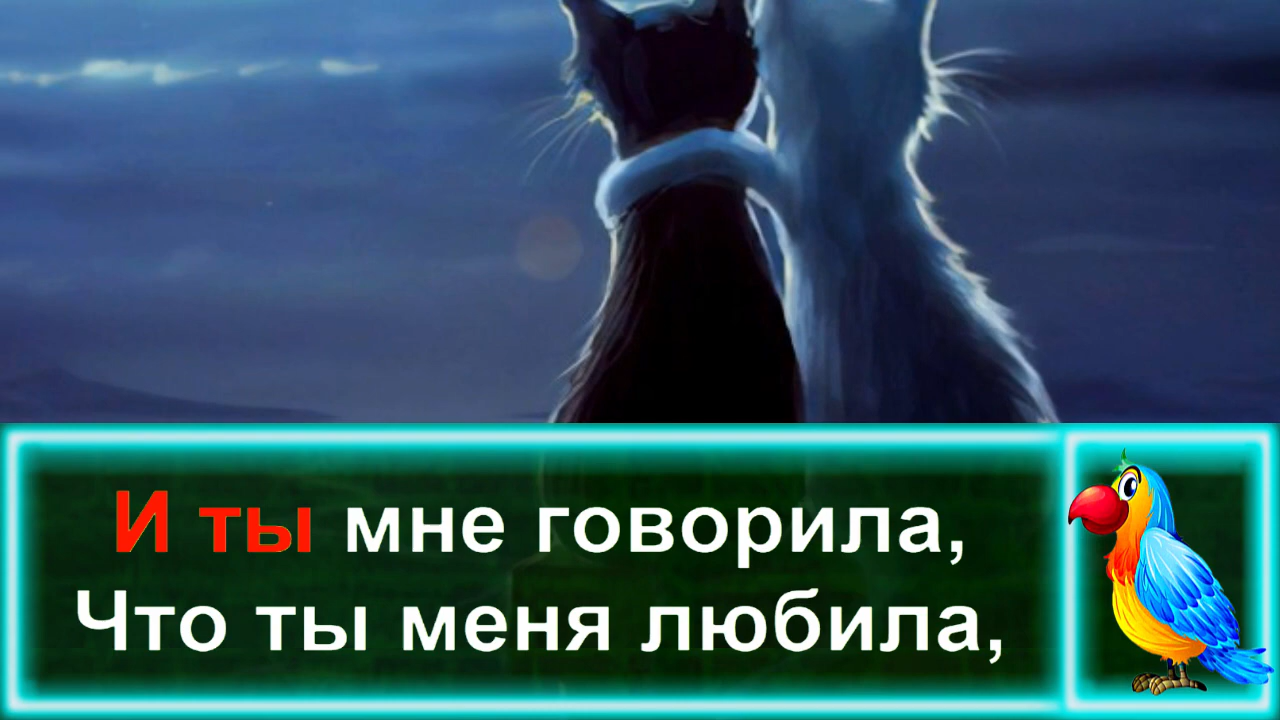 И ты мне говорила,
Что ты меня любила,